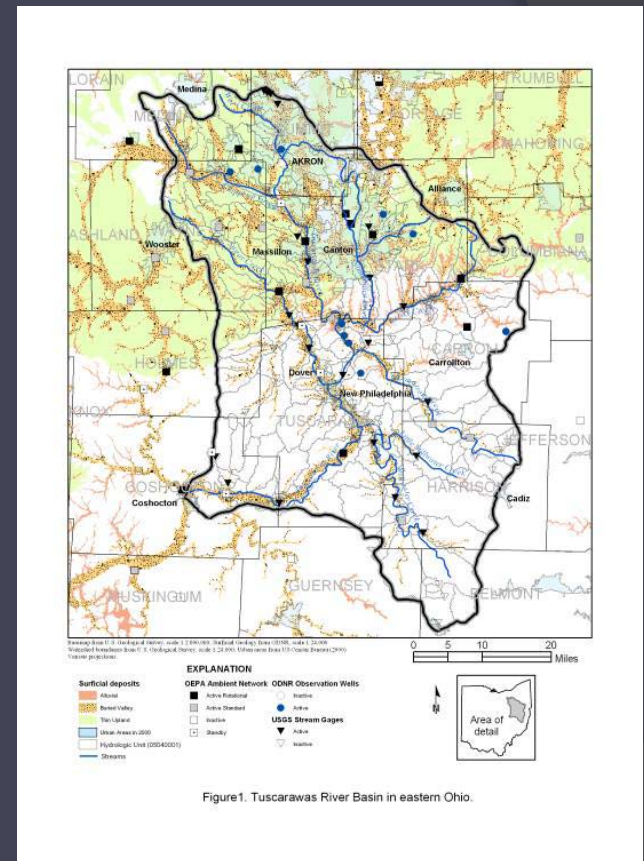 LORAIN
TRUMBULL
Medina
PORTAGE
MAHONING
AKRON
Alliance
ASHLAND
Wooster
Massillon
Canton
COLUMBIANA
HOLMES
CARROLL
Carrollton
Dover
KNOX
New Philadelphia
TUSCARAWAS
JEFFERSON
COSHOCTON
HARRISON
Coshocton
Cadiz
GUERNSEY
MUSKINGUM
BELMONT
0 5 10 20
Miles
EXPLANATION
Surficial deposits
Alluvial
Buried Valley
Thin Upland
Urban Areas in 2000
Hydrologic Unit (05040001)
Streams
OEPA Ambient Network
Active Rotational
Active Standard
Inactive
Standby
ODNR Observation Wells
Inactive
Active
USGS Stream Gages
Active
Inactive
N
Area of
detail
Figure1. Tuscarawas River Basin in eastern Ohio.